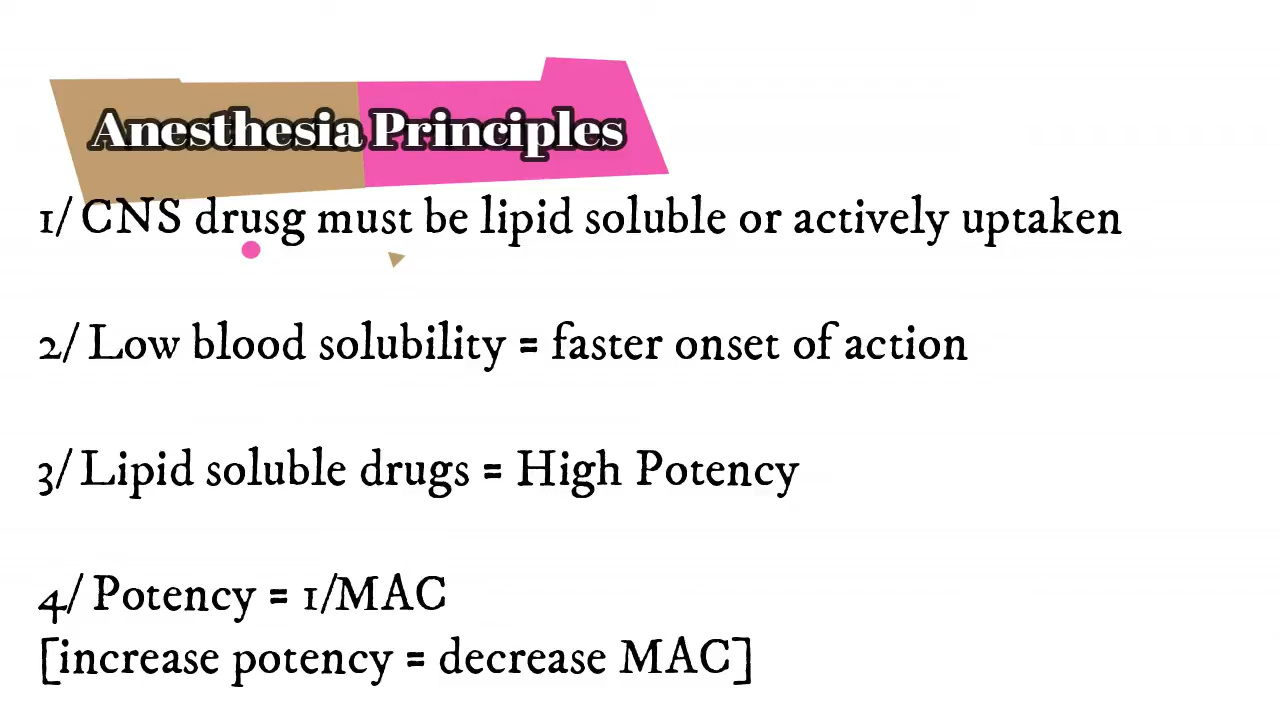 Anesthesia Principles
1/ CNS drusg must be lipid soluble or actively uptaken
2/ Low blood solubility = faster onset of action
3/ Lipid soluble drugs = High Potency
4/ Potency = 1/MAC
[increase potency = decrease MAC]